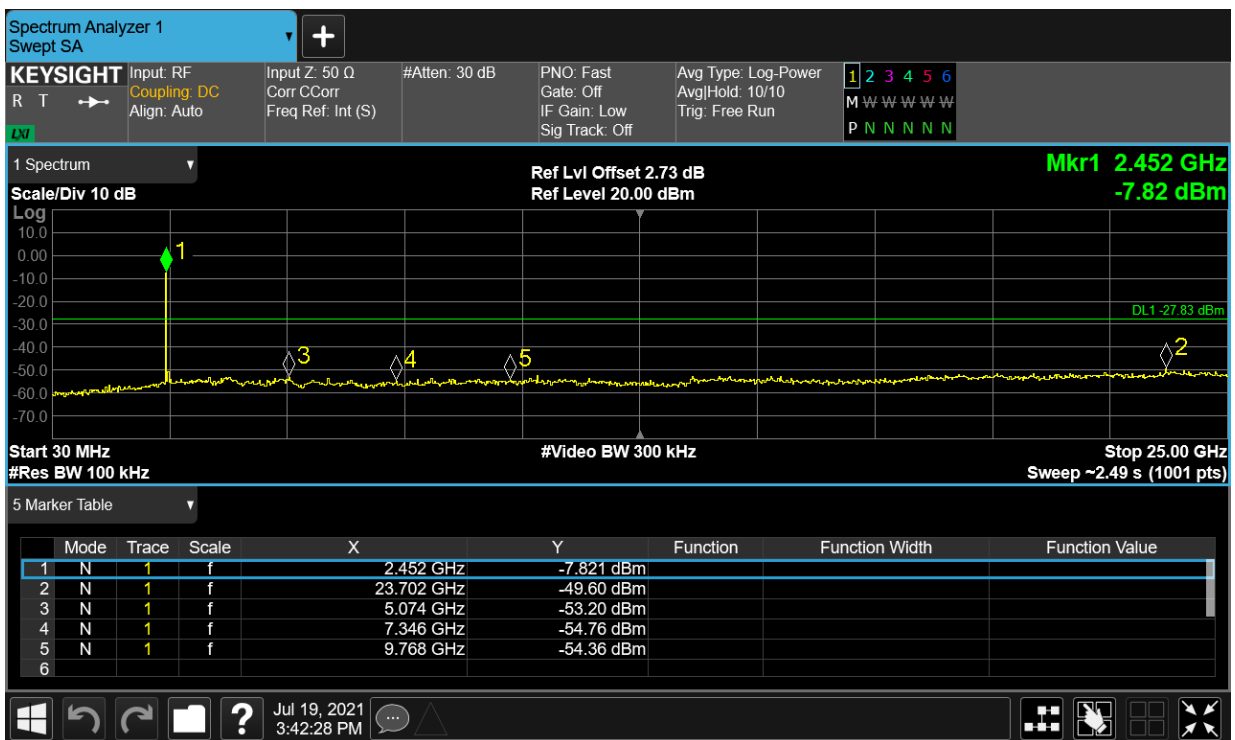 Spectrum Analyzer 1
Swept SA
+
KEYSIGHT Input: RF Input Z: 50 Ω #Atten: 30 dB PNO: Fast Avg Type: Log-Power 1 2 3 4 5 6
R T Coupling: DC Corr CCorr Gate: Off Avg|Hold: 10/10 M W W W W W
Align: Auto Freq Ref: Int (S) IF Gain: Low Trig: Free Run
LXI Sig Track: Off P N N N N N
1 Spectrum Ref Lvl Offset 2.73 dB Mkr1 2.452 GHz
Scale/Div 10 dB Ref Level 20.00 dBm -7.82 dBm
Log
10.0
0.00 1
-10.0
-20.0
DL1 -27.83 dBm
-30.0
-40.0 3 4 5 2
-50.0
-60.0
-70.0
Start 30 MHz #Video BW 300 kHz Stop 25.00 GHz
#Res BW 100 kHz Sweep ~2.49 s (1001 pts)
5 Marker Table
Mode Trace Scale X Y Function Function Width Function Value
1 N 1 f 2.452 GHz -7.821 dBm
2 N 1 f 23.702 GHz -49.60 dBm
3 N 1 f 5.074 GHz -53.20 dBm
4 N 1 f 7.346 GHz -54.76 dBm
5 N 1 f 9.768 GHz -54.36 dBm
6
? Jul 19, 2021
3:42:28 PM